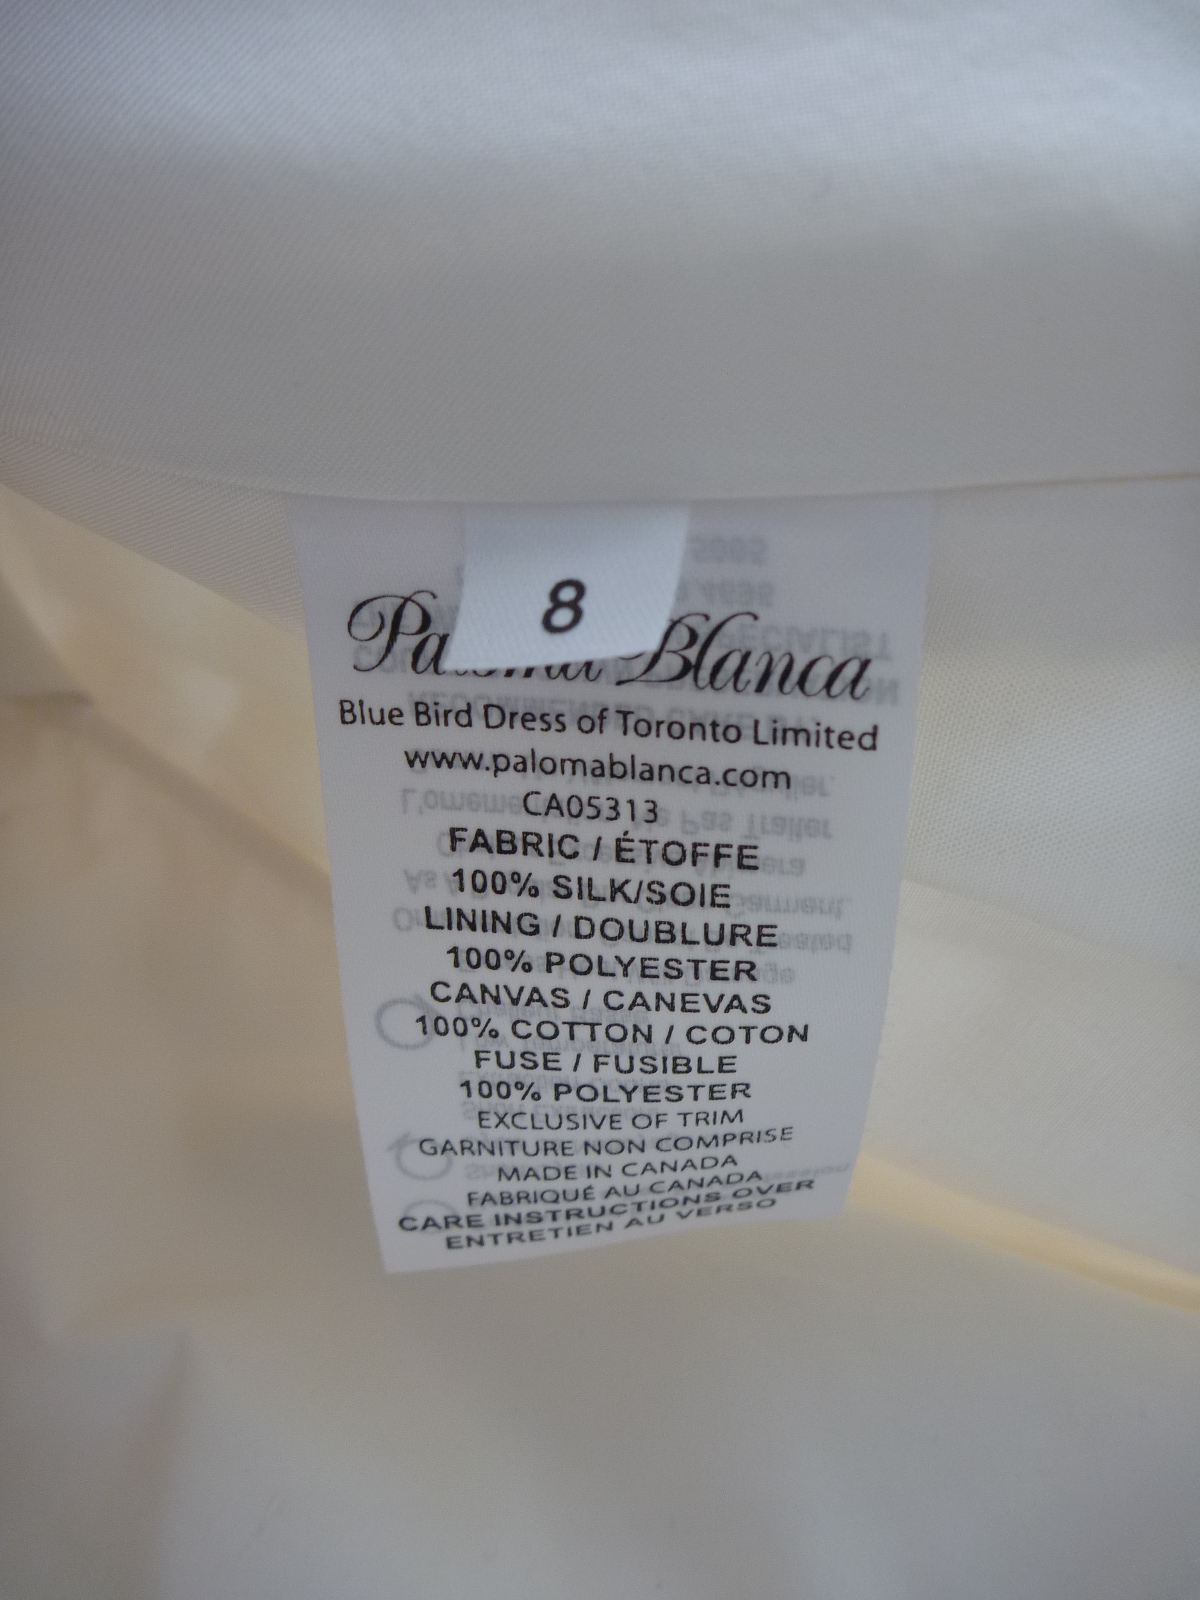 8
Paloma Blanca
Blue Bird Dress of Toronto Limited
www.palomablanca.com
CA05313
FABRIC / ÉTOFFE
100% SILK/SOIE
LINING / DOUBLURE
100% POLYESTER
CANVAS / CANEVAS
100% COTTON / COTON
FUSE / FUSIBLE
100% POLYESTER
EXCLUSIVE OF TRIM
GARNITURE NON COMPRISE
MADE IN CANADA
FABRIQUÉ AU CANADA
CARE INSTRUCTIONS OVER
ENTRETIEN AU VERSO